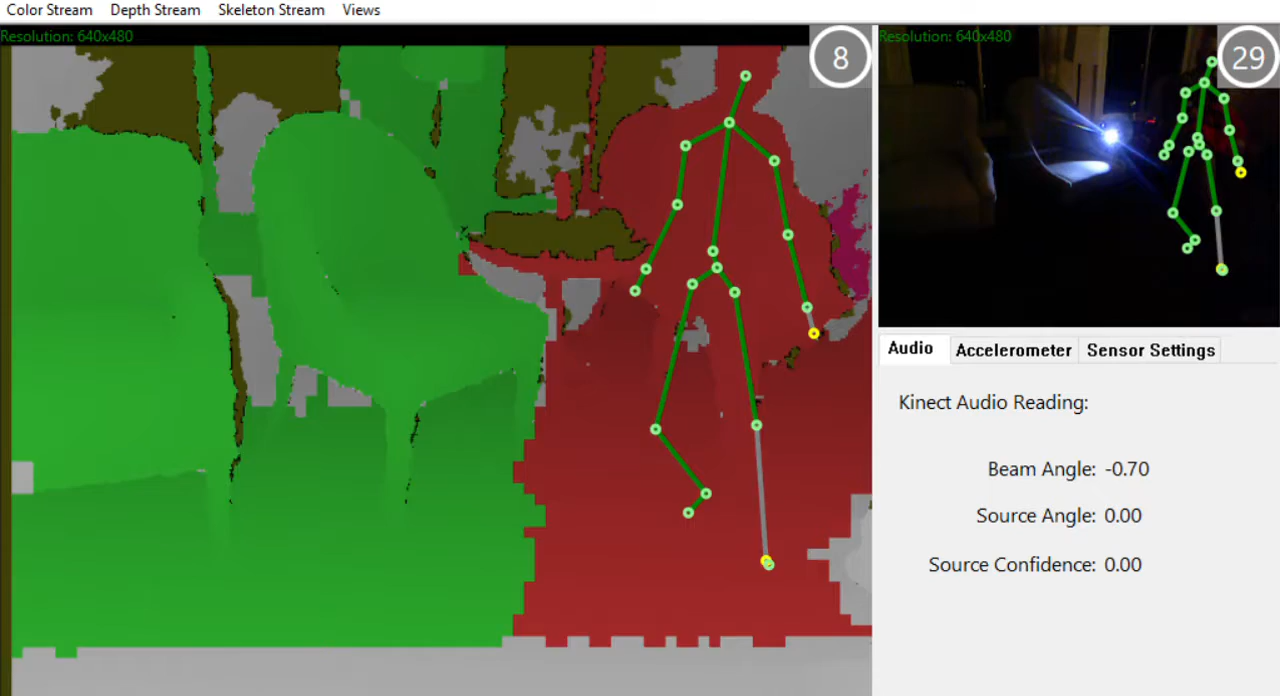 Color Stream Depth Stream Skeleton Stream Views
Resolution: 640x480
8
Resolution: 640x480
29
Audio Accelerometer Sensor Settings
Kinect Audio Reading:
Beam Angle: -0.70
Source Angle: 0.00
Source Confidence: 0.00